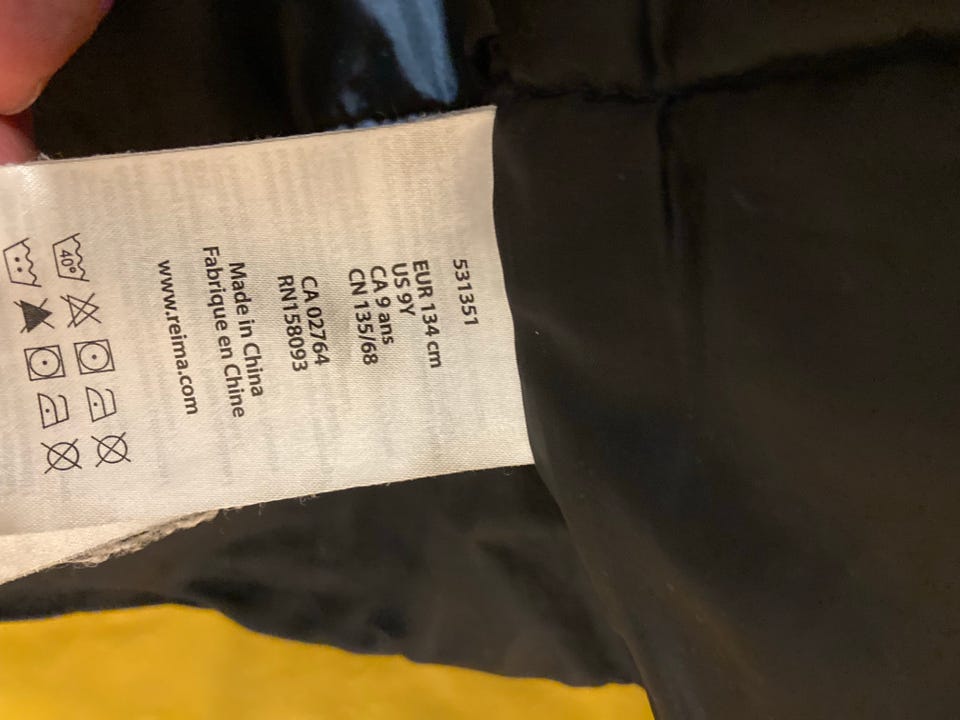 531351
EUR 134 cm
US 9Y
CA 9 ans
CN 135/68
CA 02764
RN158093
Made in China
Fabrique en Chine
www.reima.com
40°